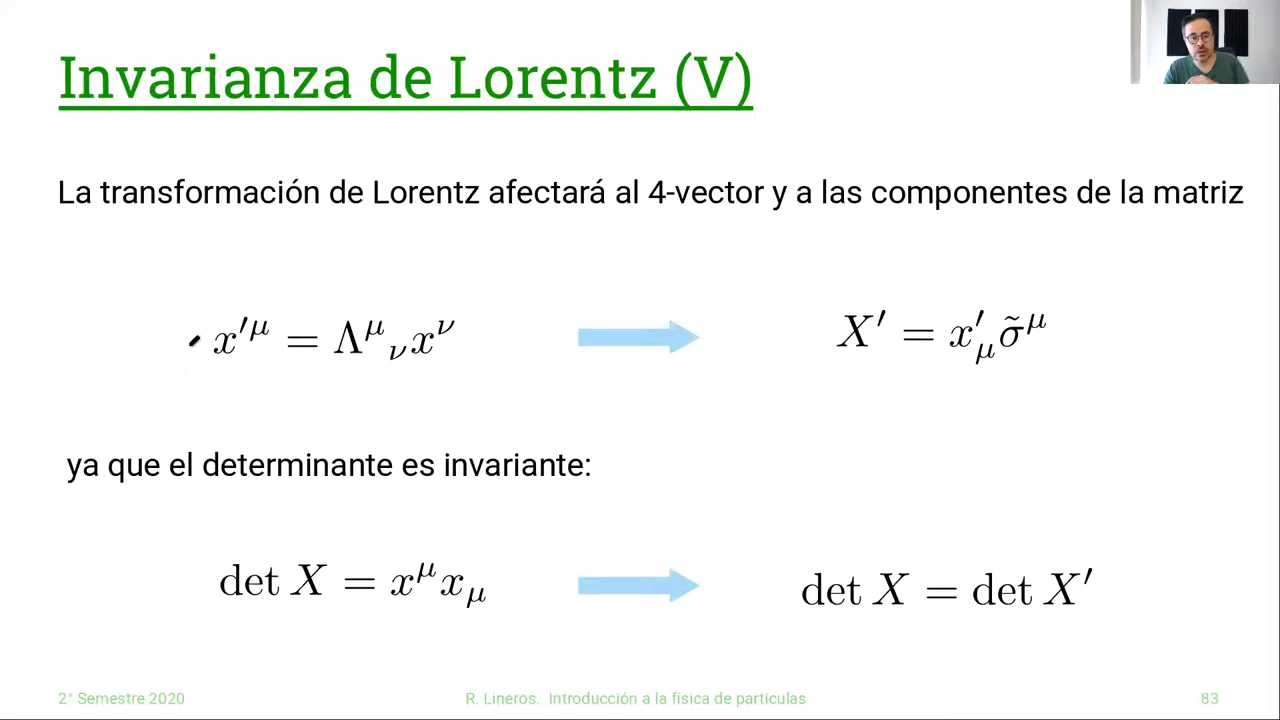 Invarianza de Lorentz (V)
La transformación de Lorentz afectará al 4-vector y a las componentes de la matriz
x′^μ = Λ^μ_ν x^ν
X′ = x′_μ σ̃^μ
ya que el determinante es invariante:
det X = x^μ x_μ
det X = det X′
2° Semestre 2020
R. Lineros. Introducción a la física de particulas
83